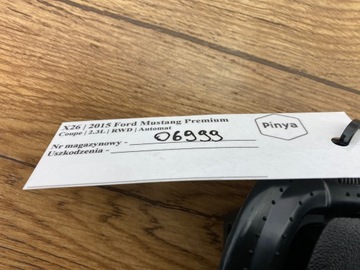 X26 | 2015 Ford Mustang Premium
Coupe | 2.3L | RWD | Automat
Nr magazynowy - 06999
Uszkodzenia -
Pinya